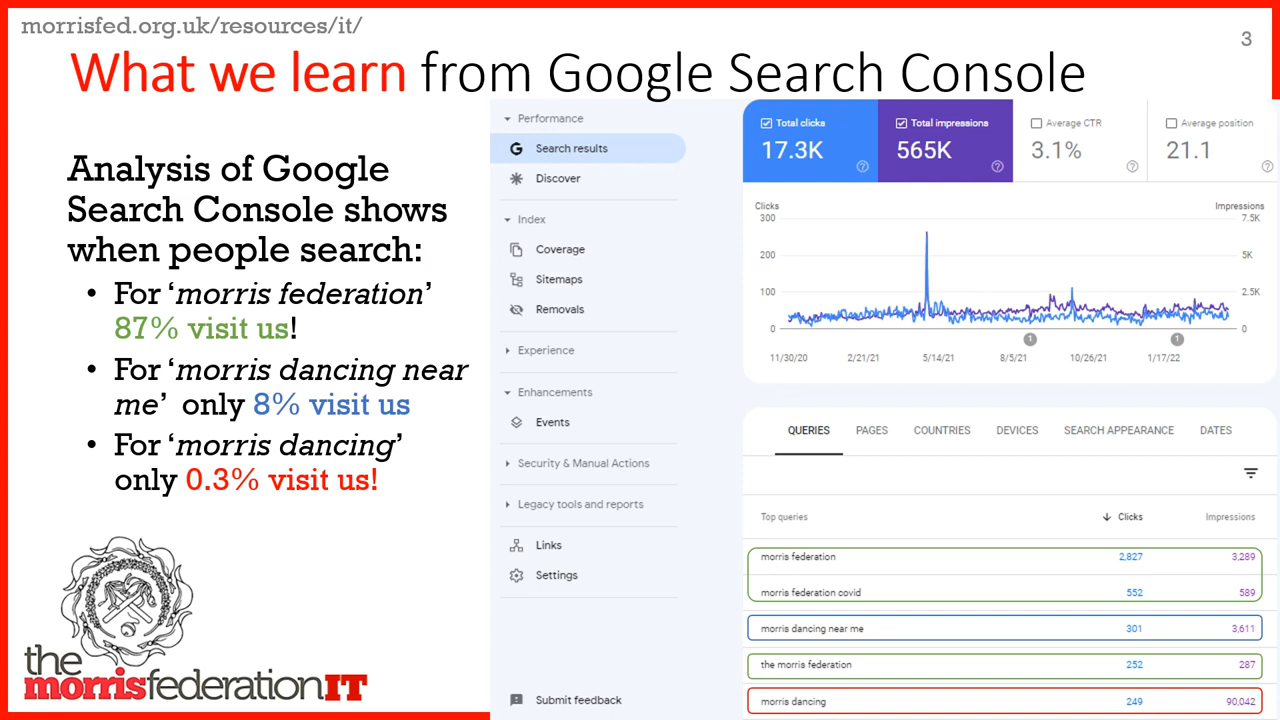 morrisfed.org.uk/resources/it/
3
What we learn from Google Search Console
Analysis of Google
Search Console shows
when people search:
• For ‘morris federation’
87% visit us!
• For ‘morris dancing near
me’ only 8% visit us
• For ‘morris dancing’
only 0.3% visit us!
the
morrisfederationIT
Performance
Search results
Discover
Index
Coverage
Sitemaps
Removals
Experience
Enhancements
Events
Security & Manual Actions
Legacy tools and reports
Links
Settings
Submit feedback
Total clicks Total impressions Average CTR Average position
17.3K 565K 3.1% 21.1
Clicks Impressions
300 7.5K
200 5K
100 2.5K
0 0
1 1
11/30/20 2/21/21 5/14/21 8/5/21 10/26/21 1/17/22
QUERIES PAGES COUNTRIES DEVICES SEARCH APPEARANCE DATES
Top queries Clicks Impressions
morris federation 2,827 3,289
morris federation covid 552 589
morris dancing near me 301 3,611
the morris federation 252 287
morris dancing 249 90,042